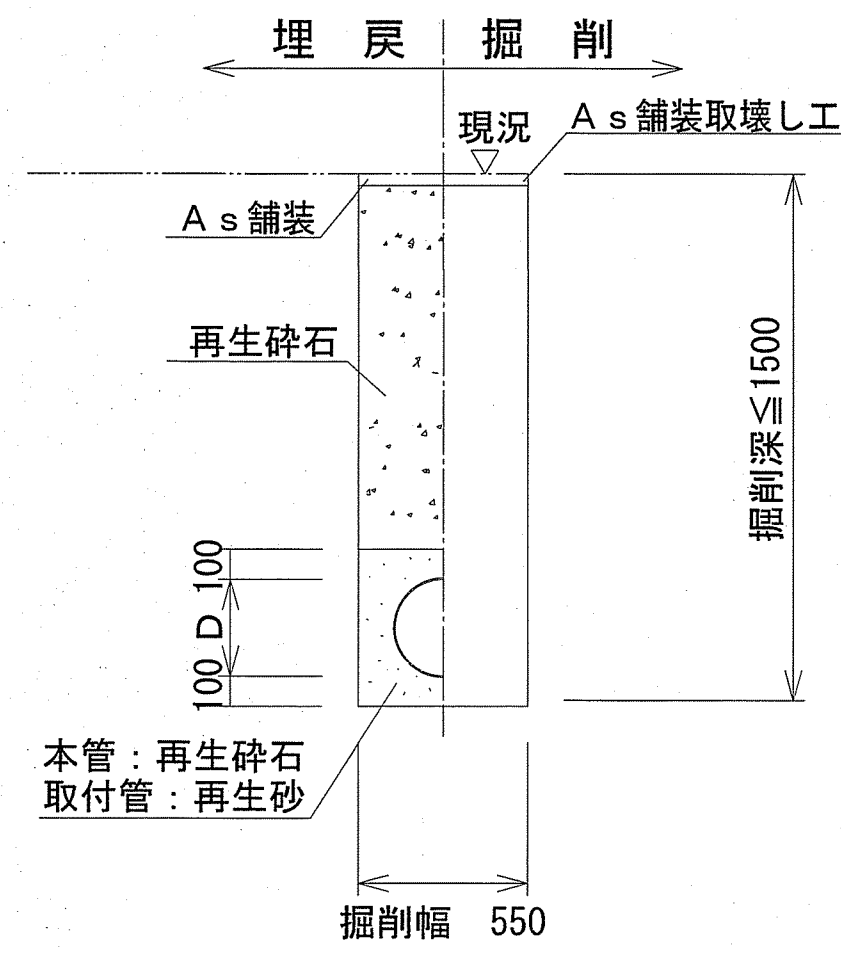 埋 戻 掘 削
現況
Ａｓ舗装取壊し工
Ａｓ舗装
再生砕石
掘削深≦1500
100
D
100
本管：再生砕石
取付管：再生砂
掘削幅 550